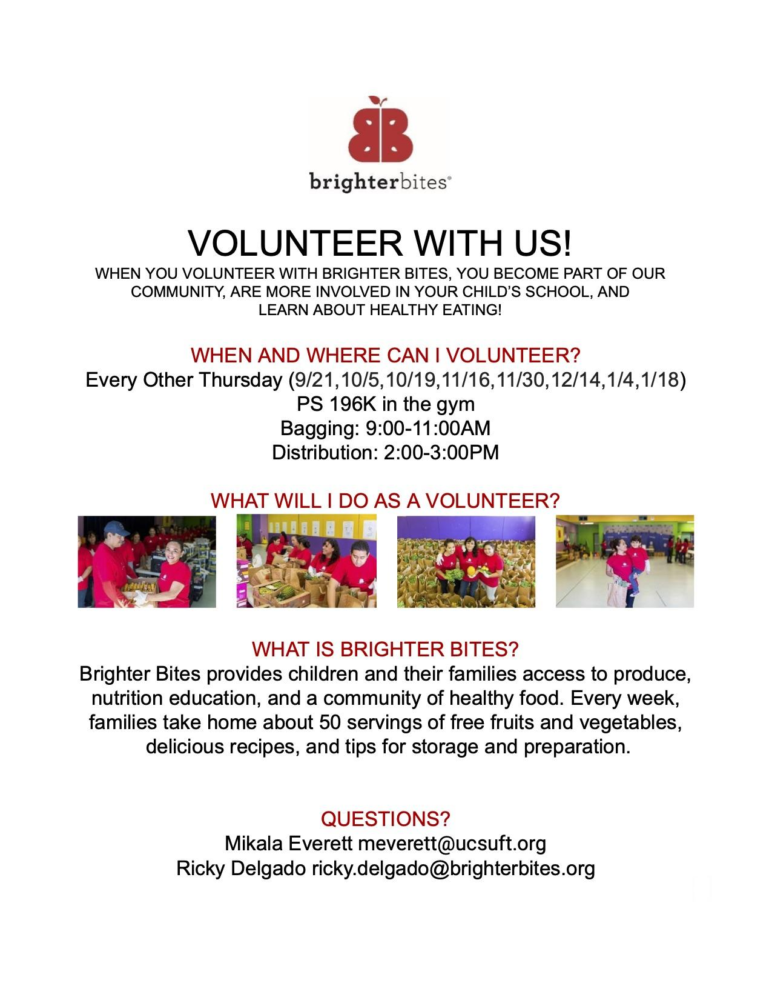 brighterbites®
VOLUNTEER WITH US!
WHEN YOU VOLUNTEER WITH BRIGHTER BITES, YOU BECOME PART OF OUR
COMMUNITY, ARE MORE INVOLVED IN YOUR CHILD’S SCHOOL, AND
LEARN ABOUT HEALTHY EATING!
WHEN AND WHERE CAN I VOLUNTEER?
Every Other Thursday (9/21,10/5,10/19,11/16,11/30,12/14,1/4,1/18)
PS 196K in the gym
Bagging: 9:00-11:00AM
Distribution: 2:00-3:00PM
WHAT WILL I DO AS A VOLUNTEER?
WHAT IS BRIGHTER BITES?
Brighter Bites provides children and their families access to produce,
nutrition education, and a community of healthy food. Every week,
families take home about 50 servings of free fruits and vegetables,
delicious recipes, and tips for storage and preparation.
QUESTIONS?
Mikala Everett meverett@ucsuft.org
Ricky Delgado ricky.delgado@brighterbites.org